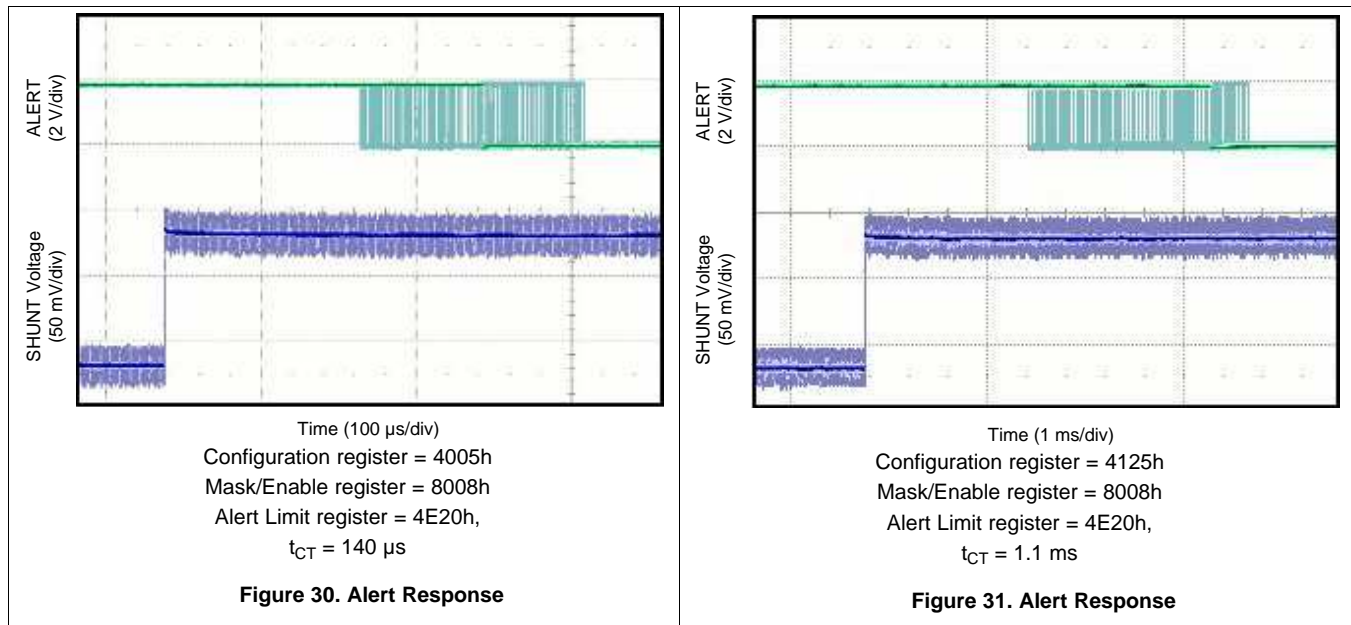 ALERT
(2 V/div)
SHUNT Voltage
(50 mV/div)
Time (100 µs/div)
Configuration register = 4005h
Mask/Enable register = 8008h
Alert Limit register = 4E20h,
tCT = 140 µs
Figure 30. Alert Response
ALERT
(2 V/div)
SHUNT Voltage
(50 mV/div)
Time (1 ms/div)
Configuration register = 4125h
Mask/Enable register = 8008h
Alert Limit register = 4E20h,
tCT = 1.1 ms
Figure 31. Alert Response